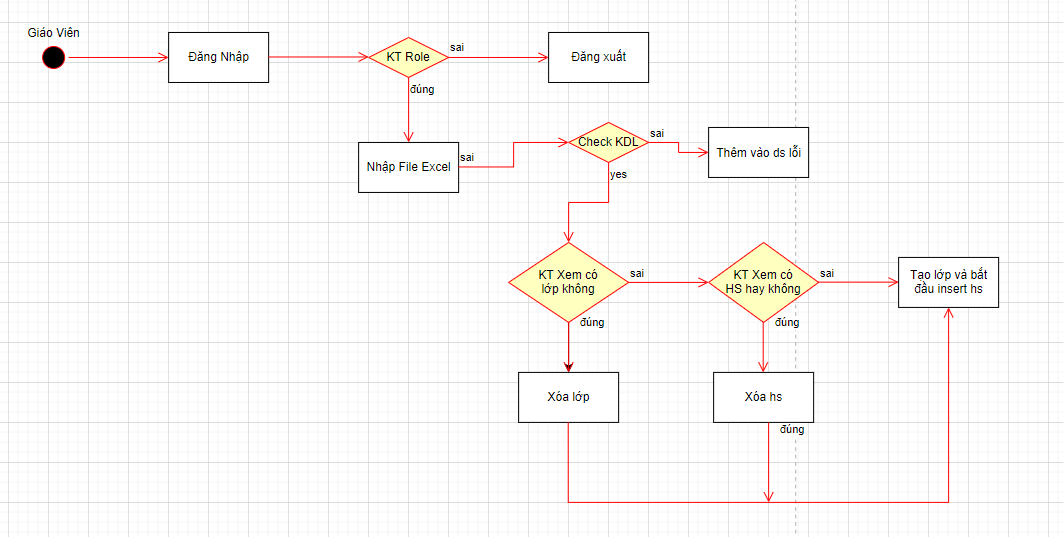 Giáo Viên
Đăng Nhập
KT Role
sai
Đăng xuất
đúng
Nhập File Excel
sai
Check KDL
sai
Thêm vào ds lỗi
yes
KT Xem có
lớp không
sai
KT Xem có
HS hay không
sai
Tạo lớp và bắt
đầu insert hs
đúng
đúng
Xóa lớp
Xóa hs
đúng